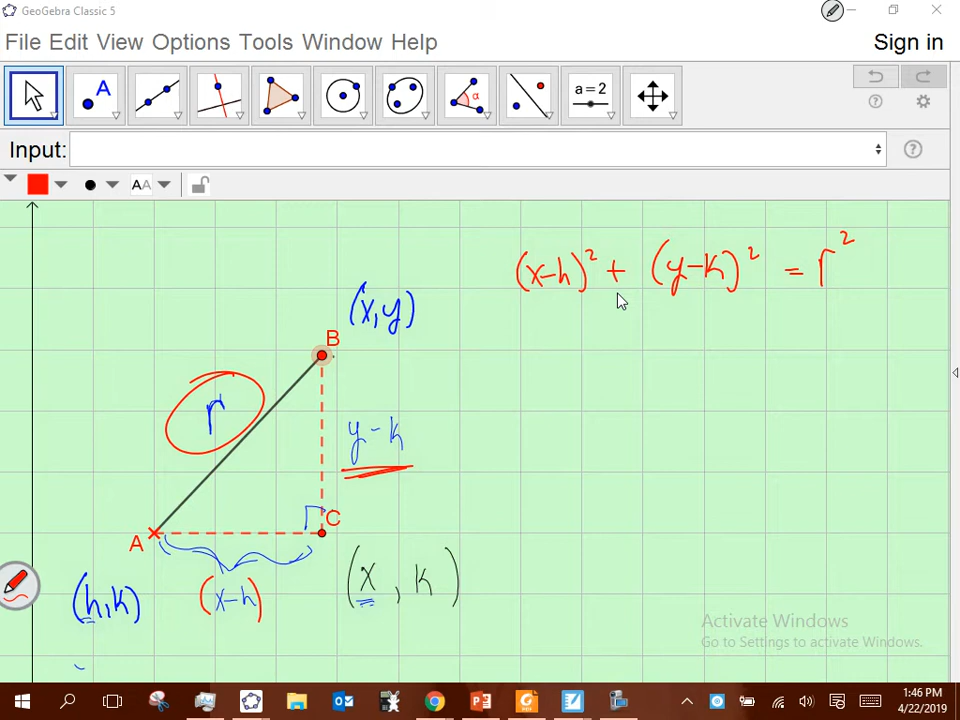 GeoGebra Classic 5
File Edit View Options Tools Window Help
Sign in
A
α
a = 2
Input:
AA
(x-h)² + (y-k)² = r²
(x,y)
B
r
y-k
C
A
(h,k)
(x-h)
(x, k)
Activate Windows
Go to Settings to activate Windows.
1:46 PM
4/22/2019